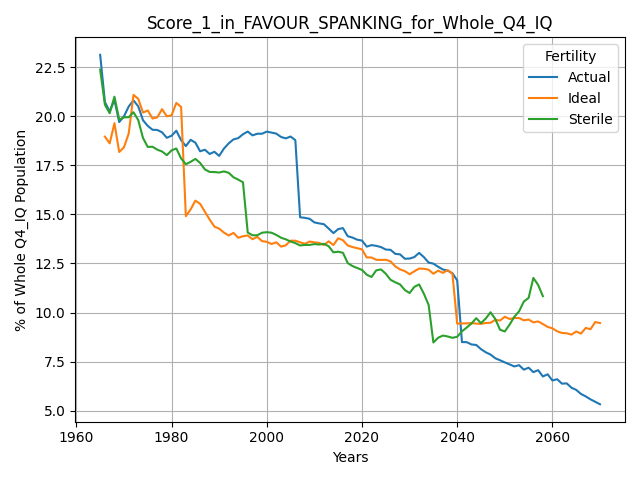 Score_1_in_FAVOUR_SPANKING_for_Whole_Q4_IQ
Fertility
Actual
Ideal
Sterile
% of Whole Q4_IQ Population
22.5
20.0
17.5
15.0
12.5
10.0
7.5
5.0
1960
1980
2000
2020
2040
2060
Years